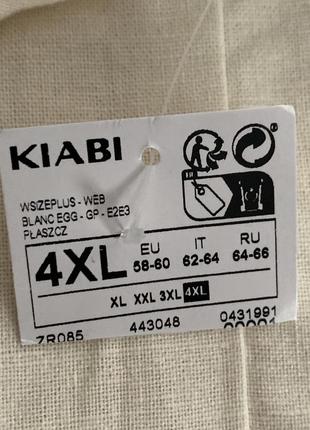 KIABI
WSIZEPLUS - WEB
BLANC EGG - GP - E2E3
PŁASZCZ
4XL
EU IT RU
58-60 62-64 64-66
XL XXL 3XL 4XL
ZR085 443048 0431991